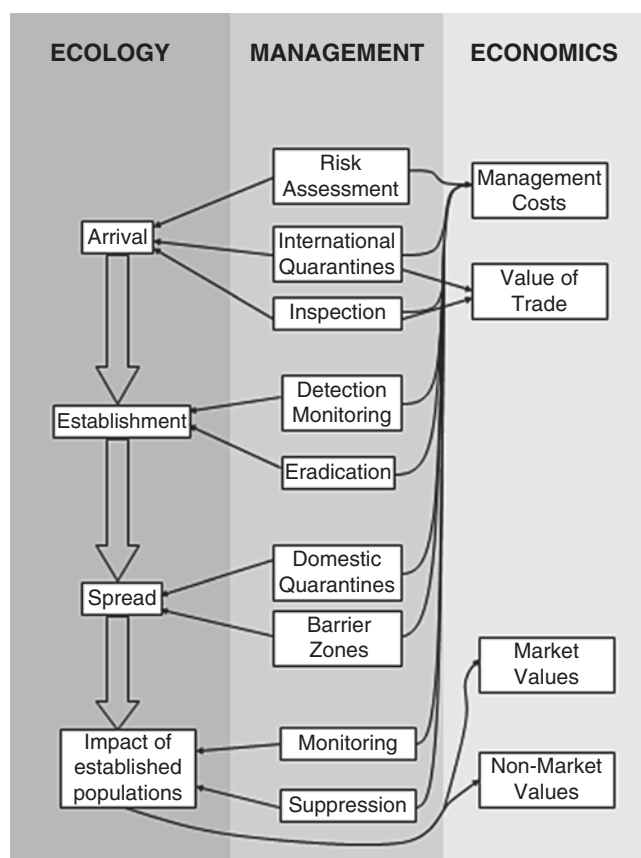 ECOLOGY
MANAGEMENT
ECONOMICS
Risk
Assessment
Management
Costs
Arrival
International
Quarantines
Value of
Trade
Inspection
Detection
Monitoring
Establishment
Eradication
Domestic
Quarantines
Spread
Barrier
Zones
Market
Values
Impact of
established
populations
Monitoring
Non-Market
Values
Suppression